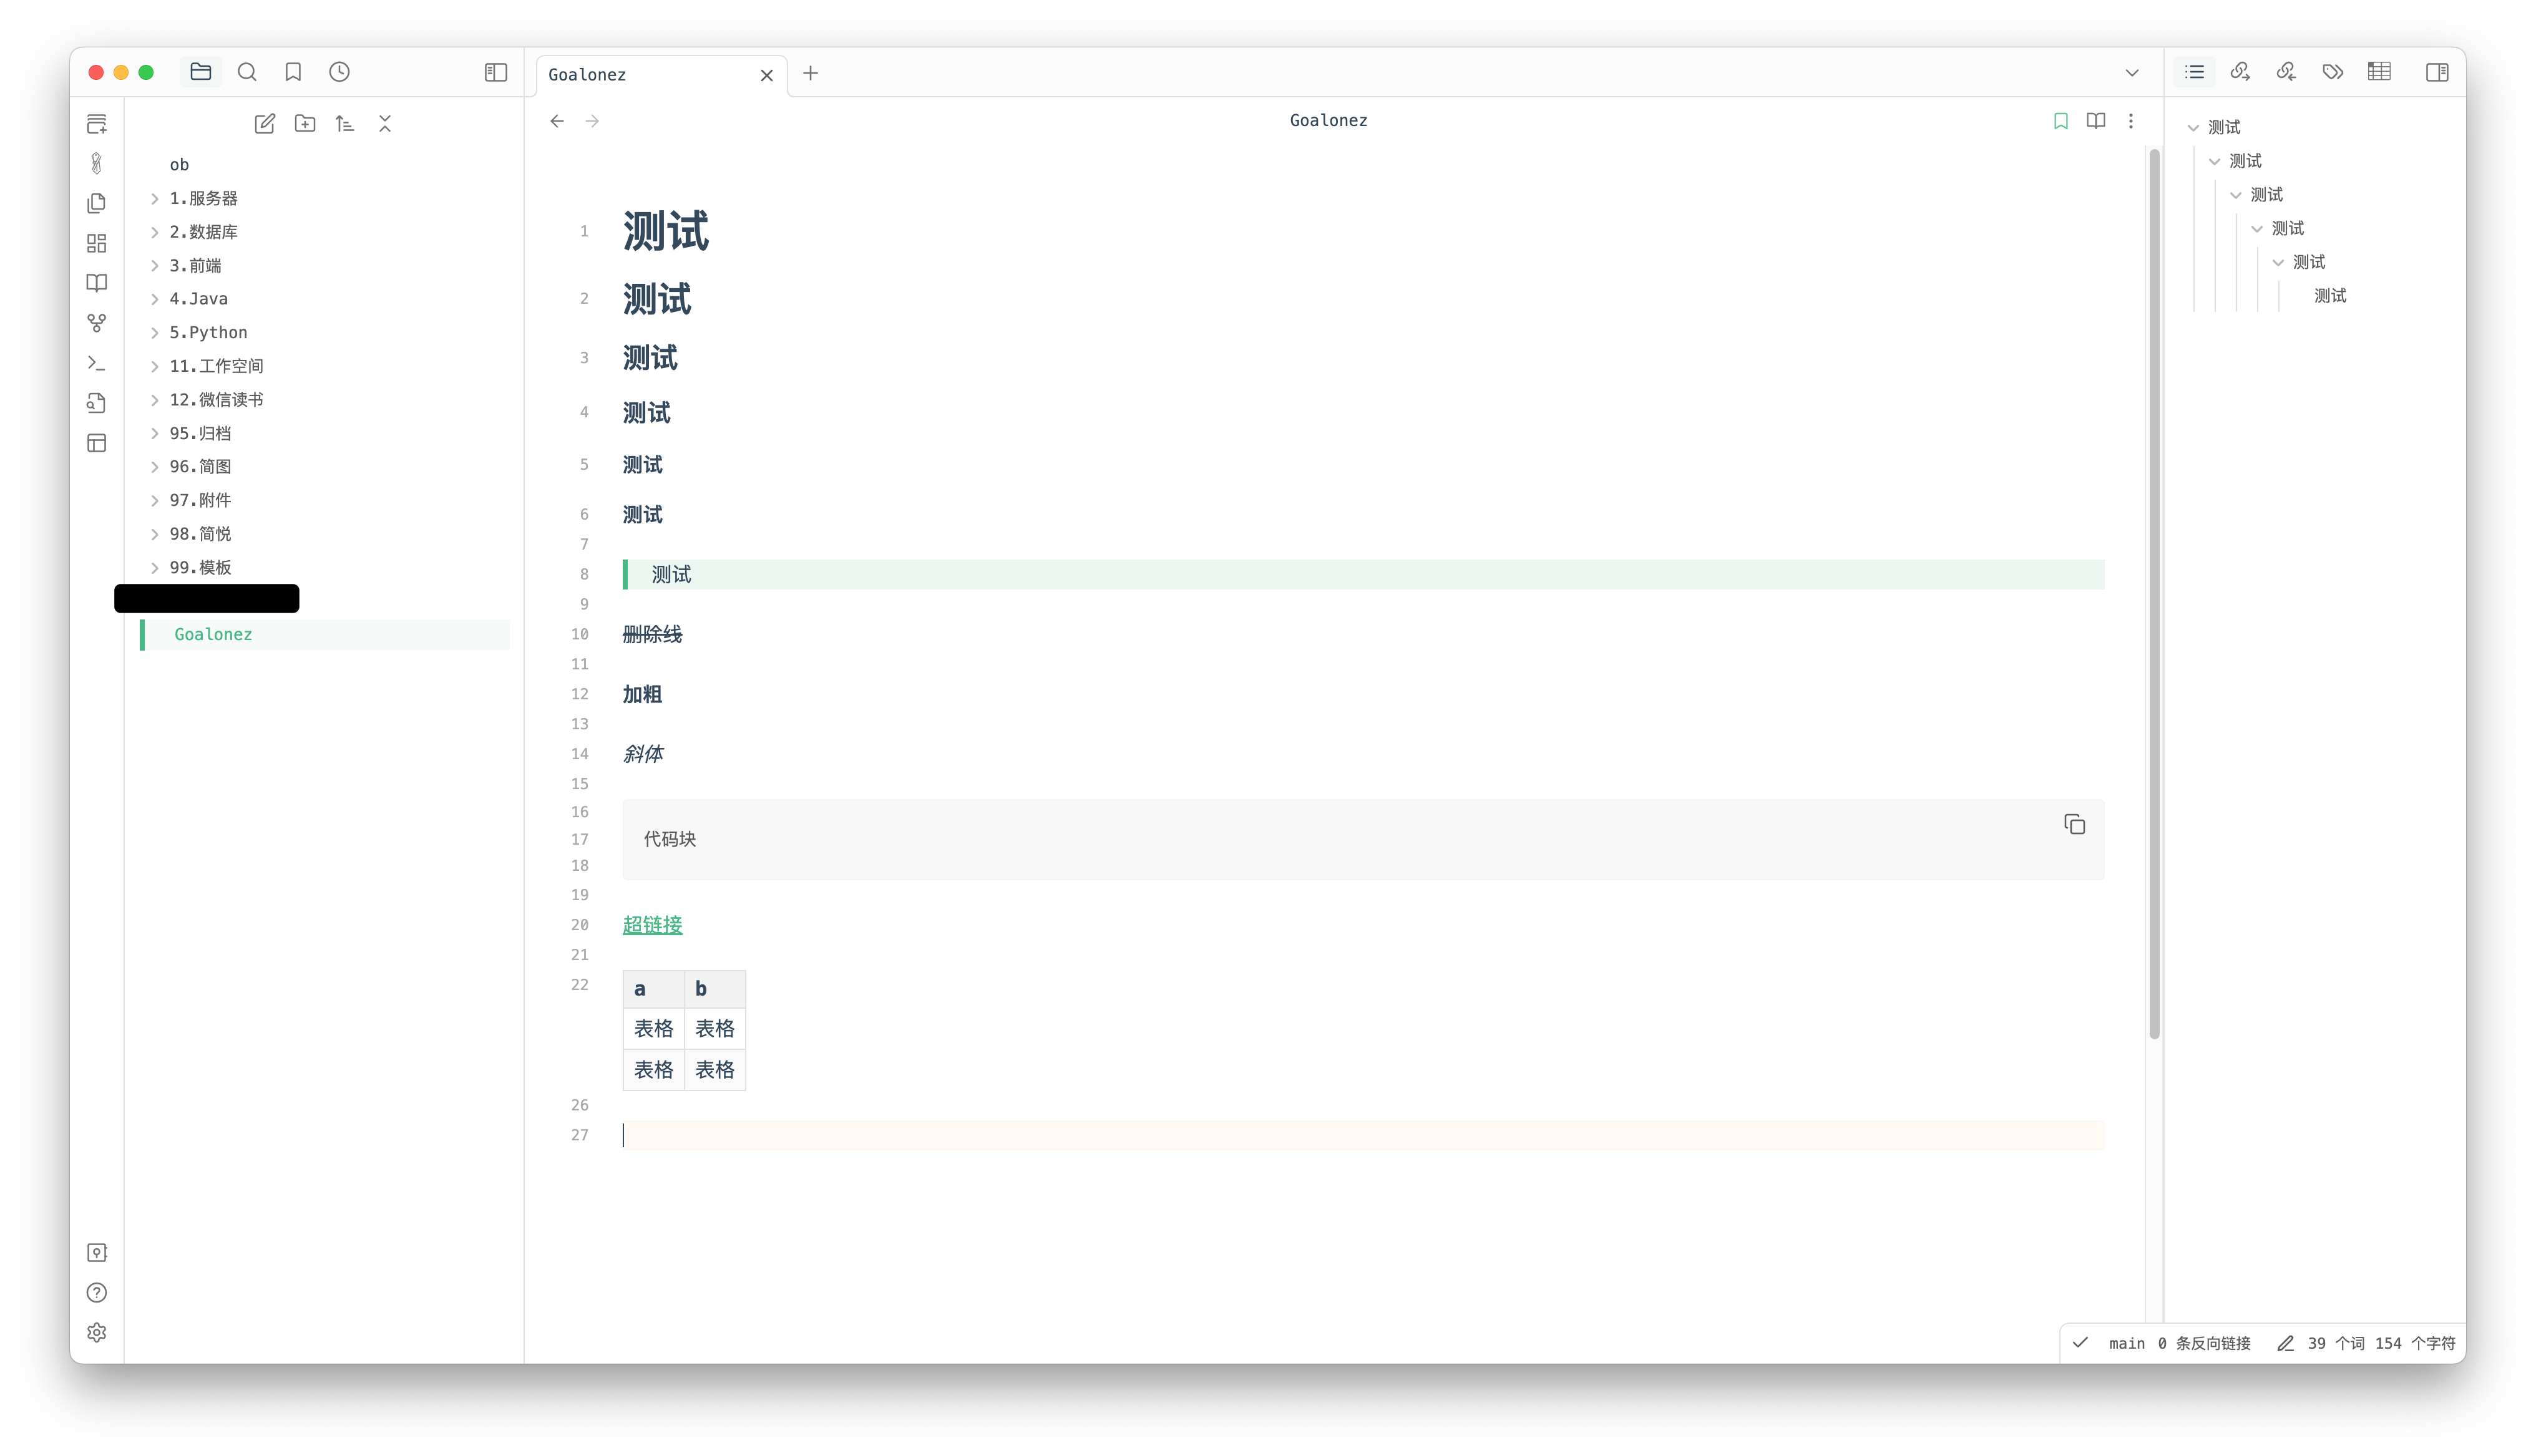 Goalonez
ob
1.服务器
2.数据库
3.前端
4.Java
5.Python
11.工作空间
12.微信读书
95.归档
96.简图
97.附件
98.简悦
99.模板
Goalonez
Goalonez
1 测试
2 测试
3 测试
4 测试
5 测试
6 测试
7
8 测试
9
10 删除线
11
12 加粗
13
14 斜体
15
16
17 代码块
18
19
20 超链接
21
22 a b
表格 表格
表格 表格
26
27
测试
测试
测试
测试
测试
测试
main 0 条反向链接 39 个词 154 个字符